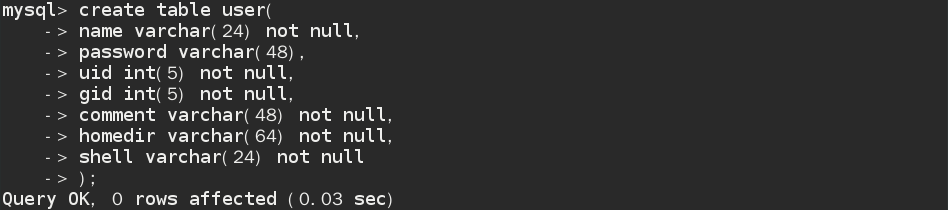 mysql> create table user(
    -> name varchar(24) not null,
    -> password varchar(48),
    -> uid int(5) not null,
    -> gid int(5) not null,
    -> comment varchar(48) not null,
    -> homedir varchar(64) not null,
    -> shell varchar(24) not null
    -> );
Query OK, 0 rows affected (0.03 sec)